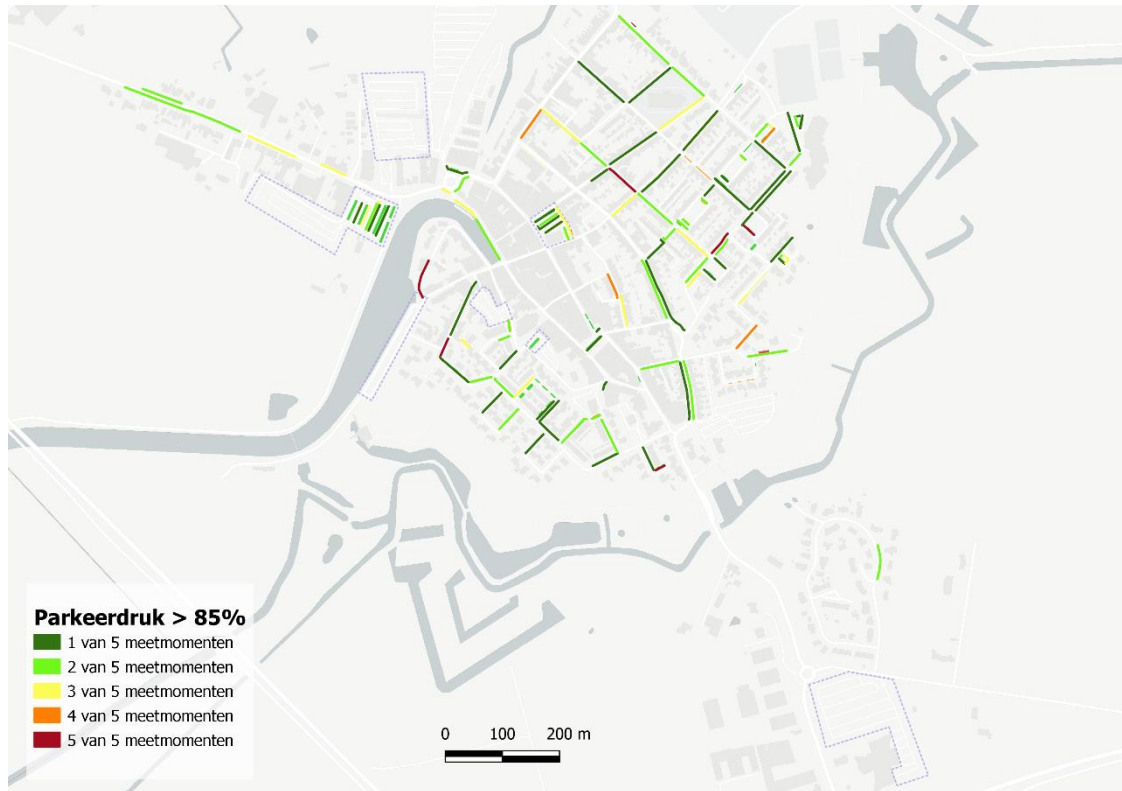 Parkeerdruk > 85%
1 van 5 meetmomenten
2 van 5 meetmomenten
3 van 5 meetmomenten
4 van 5 meetmomenten
5 van 5 meetmomenten
0 100 200 m